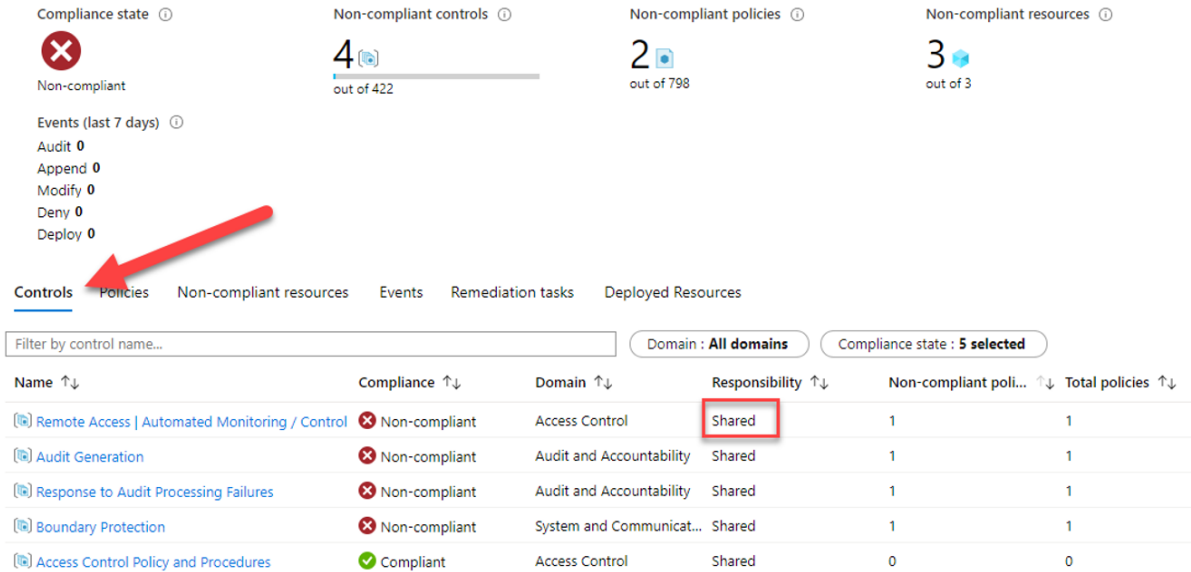 Compliance state Non-compliant controls Non-compliant policies Non-compliant resources
4 2 3
Non-compliant out of 422 out of 798 out of 3
Events (last 7 days)
Audit 0
Append 0
Modify 0
Deny 0
Deploy 0
Controls Policies Non-compliant resources Events Remediation tasks Deployed Resources
Filter by control name... Domain : All domains Compliance state : 5 selected
Name ↑↓ Compliance ↑↓ Domain ↑↓ Responsibility ↑↓ Non-compliant poli... ↑↓ Total policies ↑↓
Remote Access | Automated Monitoring / Control Non-compliant Access Control Shared 1 1
Audit Generation Non-compliant Audit and Accountability Shared 1 1
Response to Audit Processing Failures Non-compliant Audit and Accountability Shared 1 1
Boundary Protection Non-compliant System and Communicat... Shared 1 1
Access Control Policy and Procedures Compliant Access Control Shared 0 0